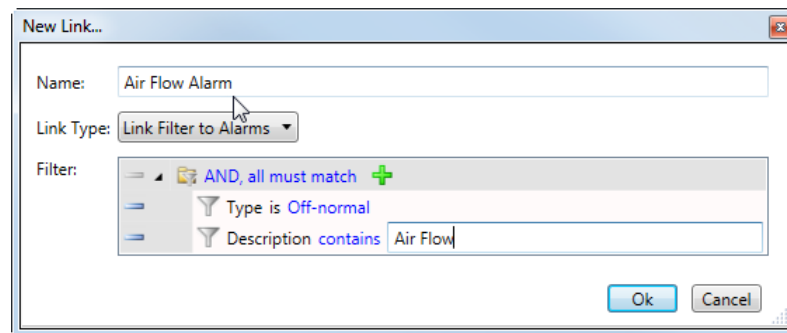 New Link...
Name: Air Flow Alarm
Link Type: Link Filter to Alarms
Filter: AND, all must match
Type is Off-normal
Description contains Air Flow
Ok Cancel